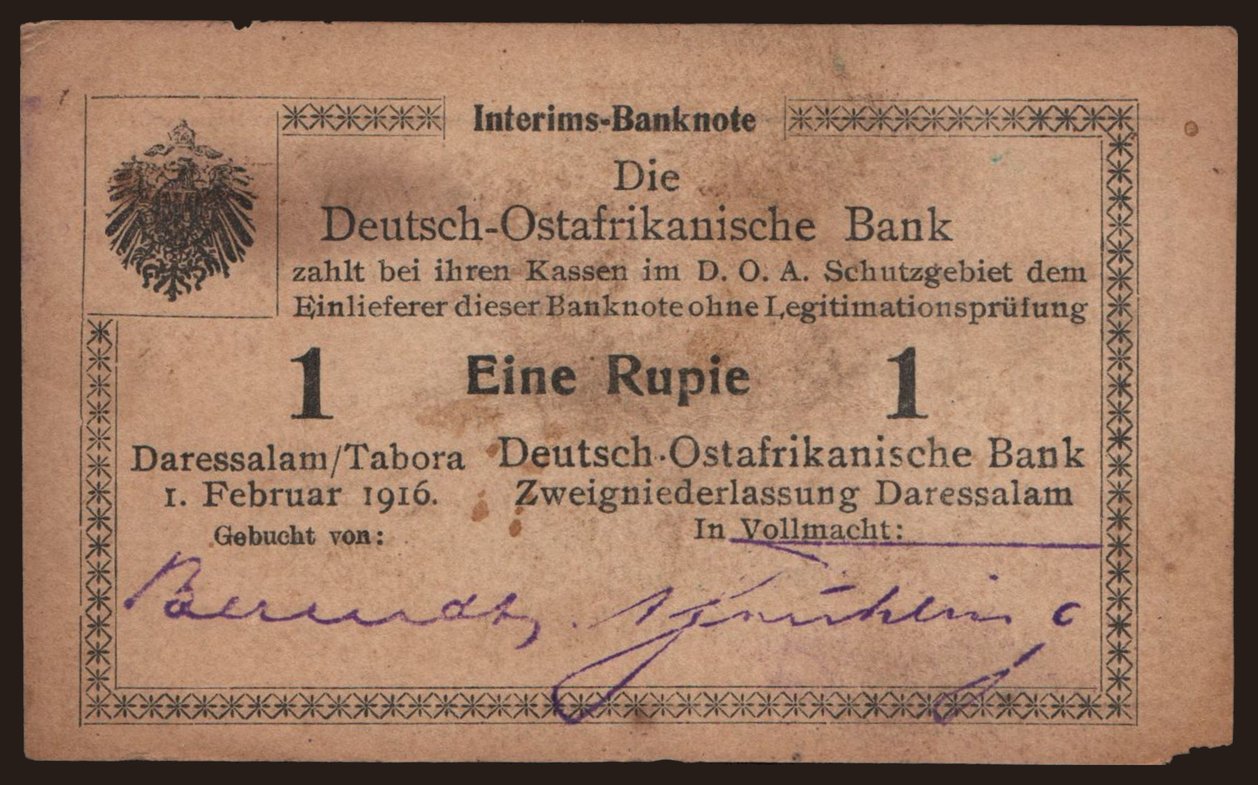 Interims-Banknote
Die
Deutsch-Ostafrikanische Bank
zahlt bei ihren Kassen im D. O. A. Schutzgebiet dem
Einlieferer dieser Banknote ohne Legitimationsprüfung
1 Eine Rupie 1
Daressalam/Tabora
1. Februar 1916.
Gebucht von:
Deutsch-Ostafrikanische Bank
Zweigniederlassung Daressalam
In Vollmacht:
Berendt